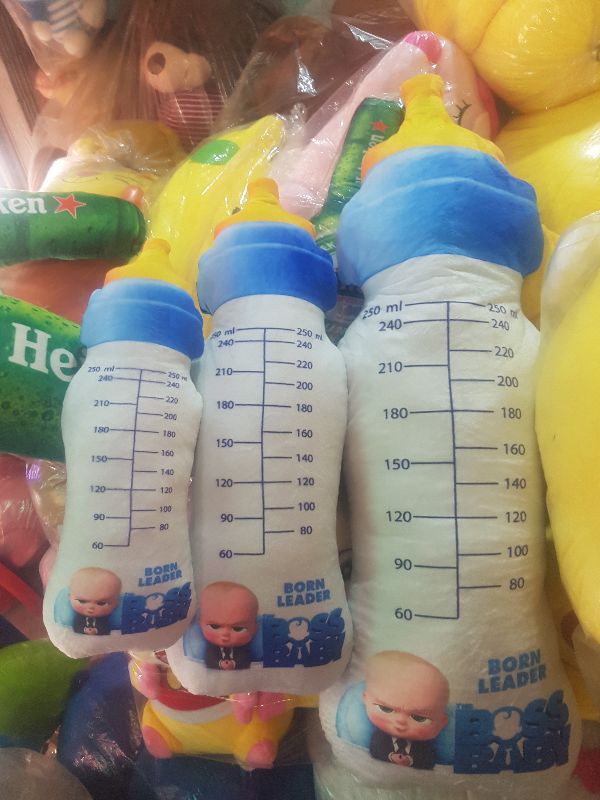 ken
He
250 ml 250 ml
240 240
220
210
200
180 180
160
150
140
120 120
100
90
80
60
BORN
LEADER
BOSS
BABY
250 ml 250 ml
240 240
220
210
200
180 180
160
150
140
120 120
100
90
80
60
BORN
LEADER
BOSS
BABY
250 ml 250 ml
240 240
220
210
200
180 180
160
150
140
120 120
100
90
80
60
BORN
LEADER
THE
BOSS
BABY